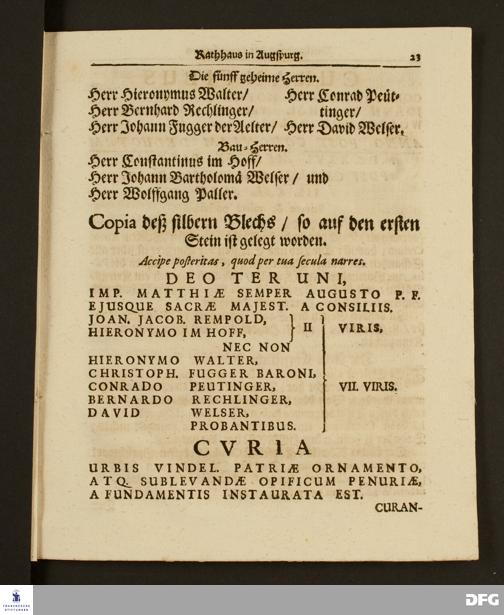 Rathhaus in Augspurg. 23
Die fünff geheime Herren.
Herr Hieronymus Walter/ Herr Conrad Peüt-
Herr Bernhard Rechlinger/ tinger/
Herr Johann Fugger der Aelter/ Herr David Welser.
Bau-Herren.
Herr Constantinus im Hoff/
Herr Johann Bartholomä Welser / und
Herr Wolffgang Paller.
Copia deß silbern Blechs / so auf den ersten
Stein ist gelegt worden.
Accipe posteritas, quod per tua secula narres.
DEO TER UNI,
IMP. MATTHIÆ SEMPER AUGUSTO P. F.
EJUSQUE SACRÆ MAJEST. A CONSILIIS.
JOAN. JACOB. REMPOLD,
HIERONYMO IM HOFF, } II } VIRIS,
NEC NON
HIERONYMO WALTER,
CHRISTOPH. FUGGER BARONI,
CONRADO PEUTINGER, VII. VIRIS.
BERNARDO RECHLINGER,
DAVID WELSER,
PROBANTIBUS.
CVRIA
URBIS VINDEL. PATRIÆ ORNAMENTO,
ATQ. SUBLEVANDÆ OPIFICUM PENURIÆ,
A FUNDAMENTIS INSTAURATA EST.
CURAN-
FRANCKESCHE
STIFTUNGEN
DFG